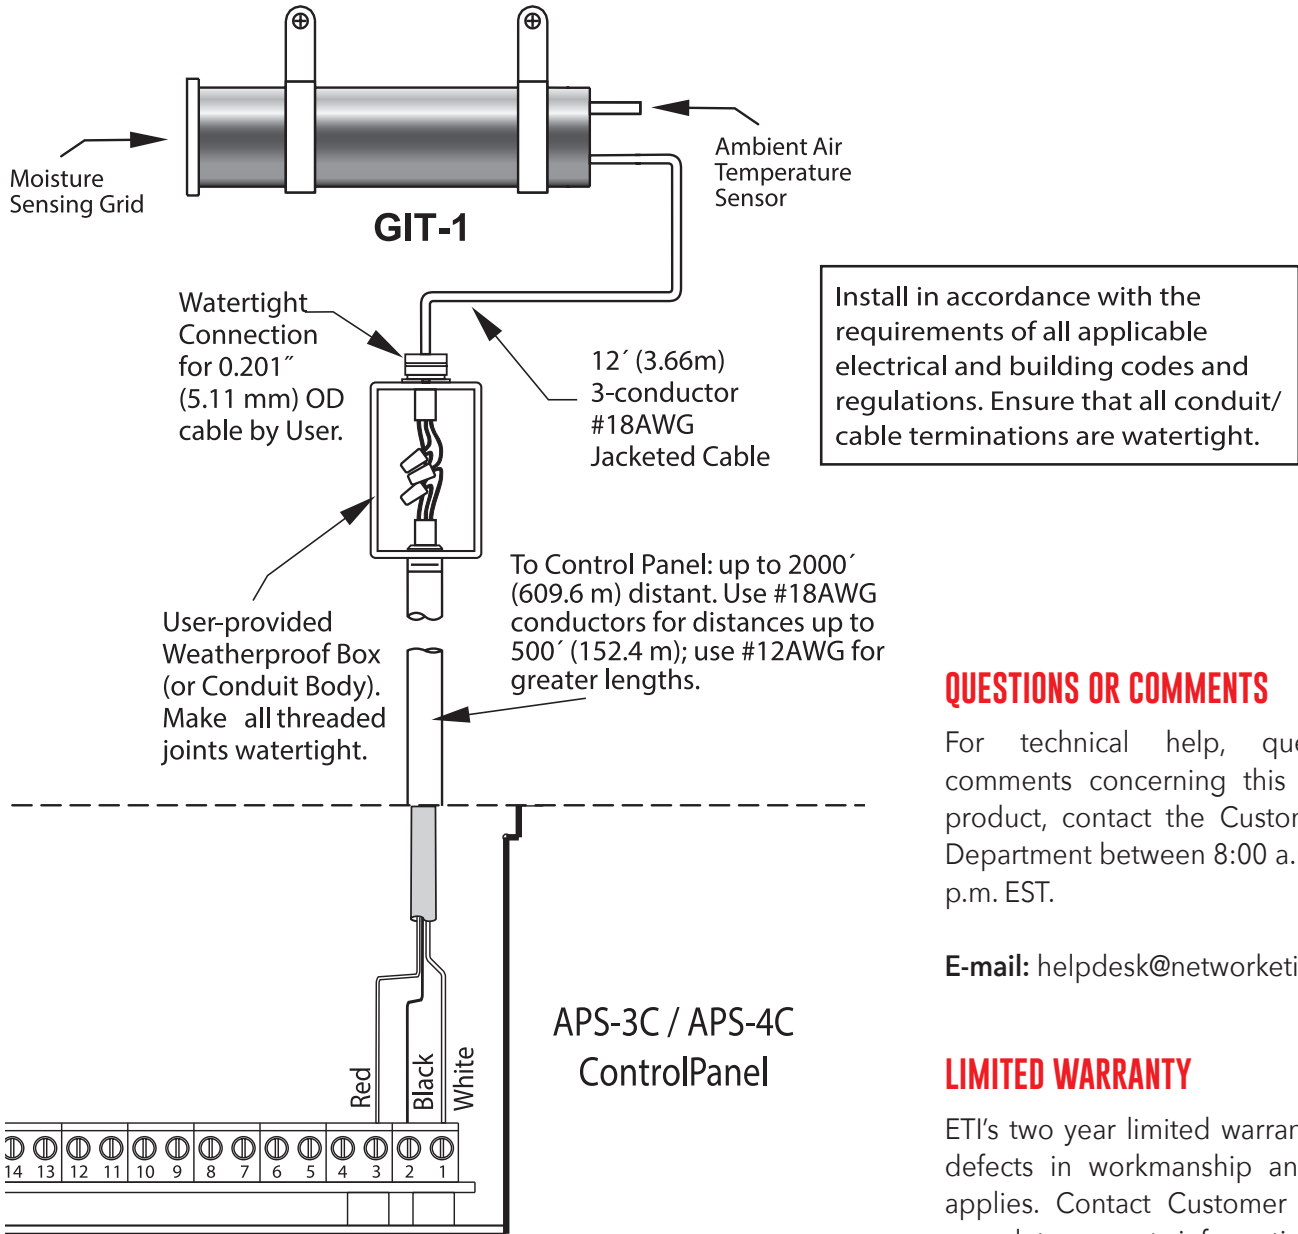 Moisture
Sensing Grid
Ambient Air
Temperature
Sensor
GIT-1
Watertight
Connection
for 0.201″
(5.11 mm) OD
cable by User.
12´ (3.66m)
3-conductor
#18AWG
Jacketed Cable
Install in accordance with the
requirements of all applicable
electrical and building codes and
regulations. Ensure that all conduit/
cable terminations are watertight.
User-provided
Weatherproof Box
(or Conduit Body).
Make all threaded
joints watertight.
To Control Panel: up to 2000´
(609.6 m) distant. Use #18AWG
conductors for distances up to
500´ (152.4 m); use #12AWG for
greater lengths.
Red
Black
White
14 13 12 11 10 9 8 7 6 5 4 3 2 1
APS-3C / APS-4C
ControlPanel
QUESTIONS OR COMMENTS
For technical help,
comments concerning this
product, contact the
Department between 8:00 a.
p.m. EST.
E-mail: helpdesk@networketi
LIMITED WARRANTY
ETI's two year limited
defects in workmanship
applies. Contact Customer